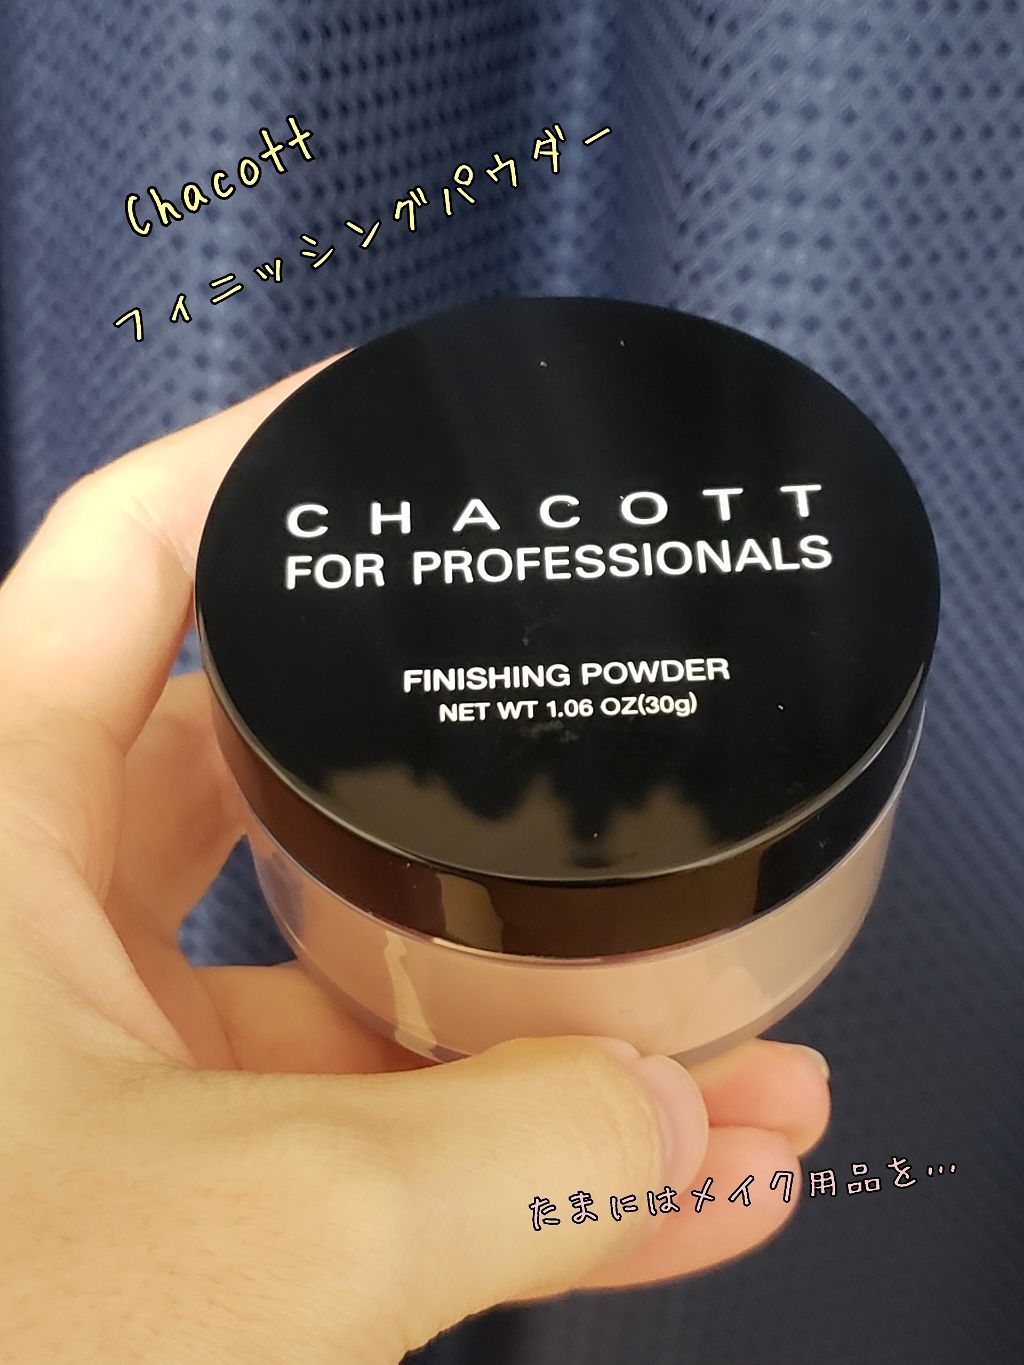 Chacott
フィニッシングパウダー
CHACOTT
FOR PROFESSIONALS
FINISHING POWDER
NET WT 1.06 OZ(30g)
たまにはメイク用品を…